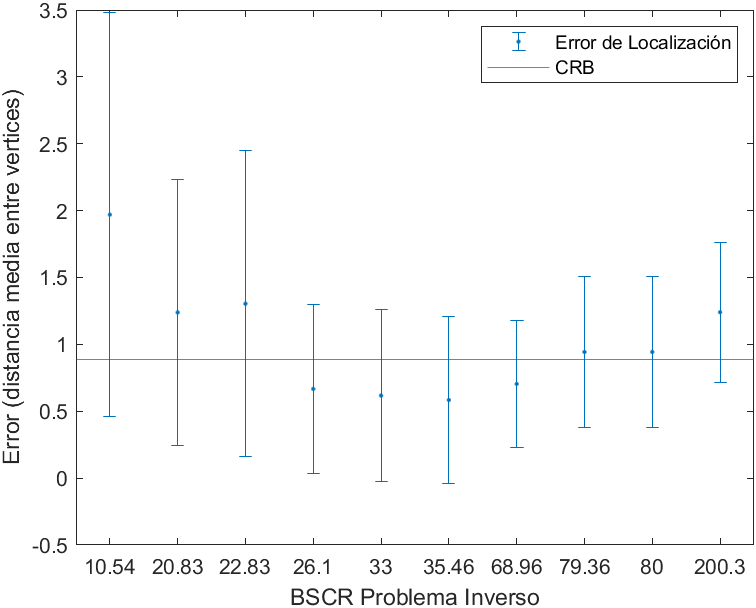 3.5
3
2.5
2
1.5
1
0.5
0
-0.5
Error (distancia media entre vertices)
Error de Localización
CRB
10.54 20.83 22.83 26.1 33 35.46 68.96 79.36 80 200.3
BSCR Problema Inverso